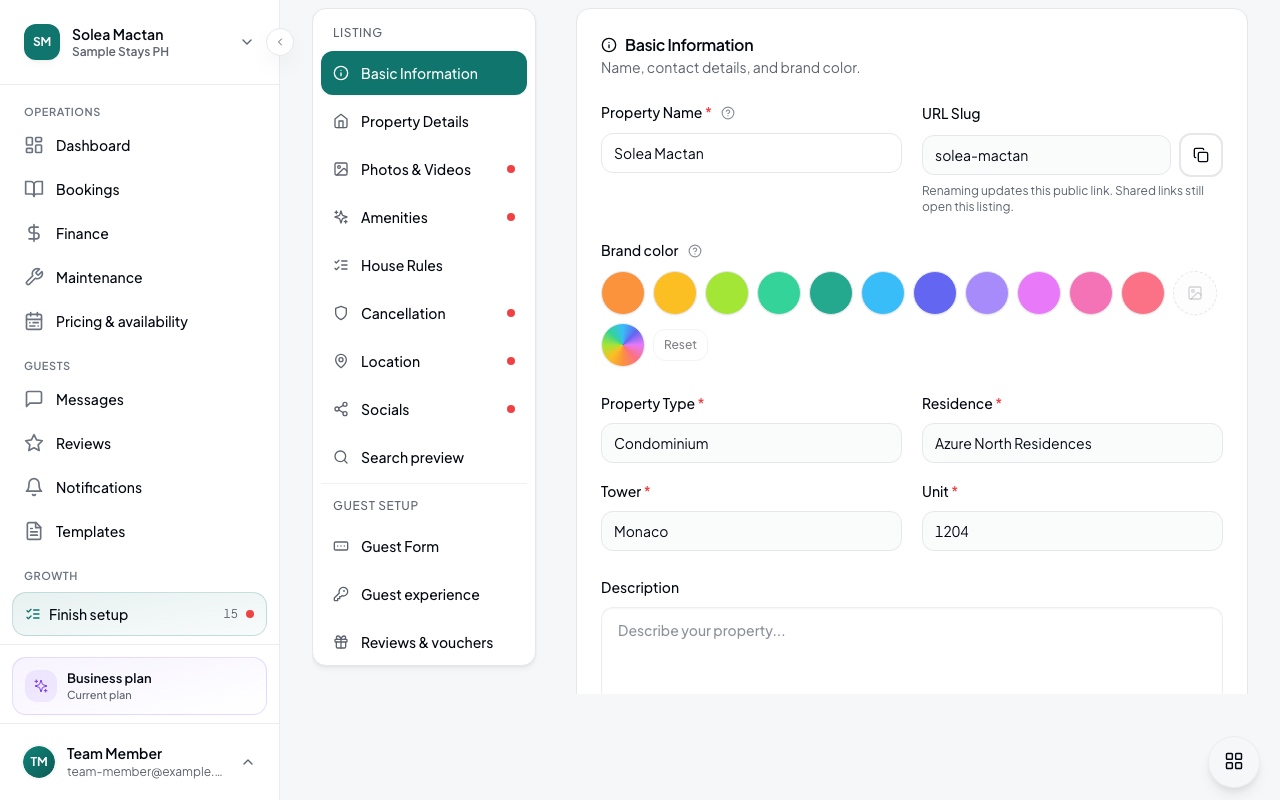 SM
Solea Mactan
Sample Stays PH
OPERATIONS
Dashboard
Bookings
Finance
Maintenance
Pricing & availability
GUESTS
Messages
Reviews
Notifications
Templates
GROWTH
Finish setup 15
Business plan
Current plan
TM
Team Member
team-member@example....
LISTING
Basic Information
Property Details
Photos & Videos
Amenities
House Rules
Cancellation
Location
Socials
Search preview
GUEST SETUP
Guest Form
Guest experience
Reviews & vouchers
Basic Information
Name, contact details, and brand color.
Property Name *
Solea Mactan
URL Slug
solea-mactan
Renaming updates this public link. Shared links still
open this listing.
Brand color
Reset
Property Type *
Condominium
Residence *
Azure North Residences
Tower *
Monaco
Unit *
1204
Description
Describe your property...